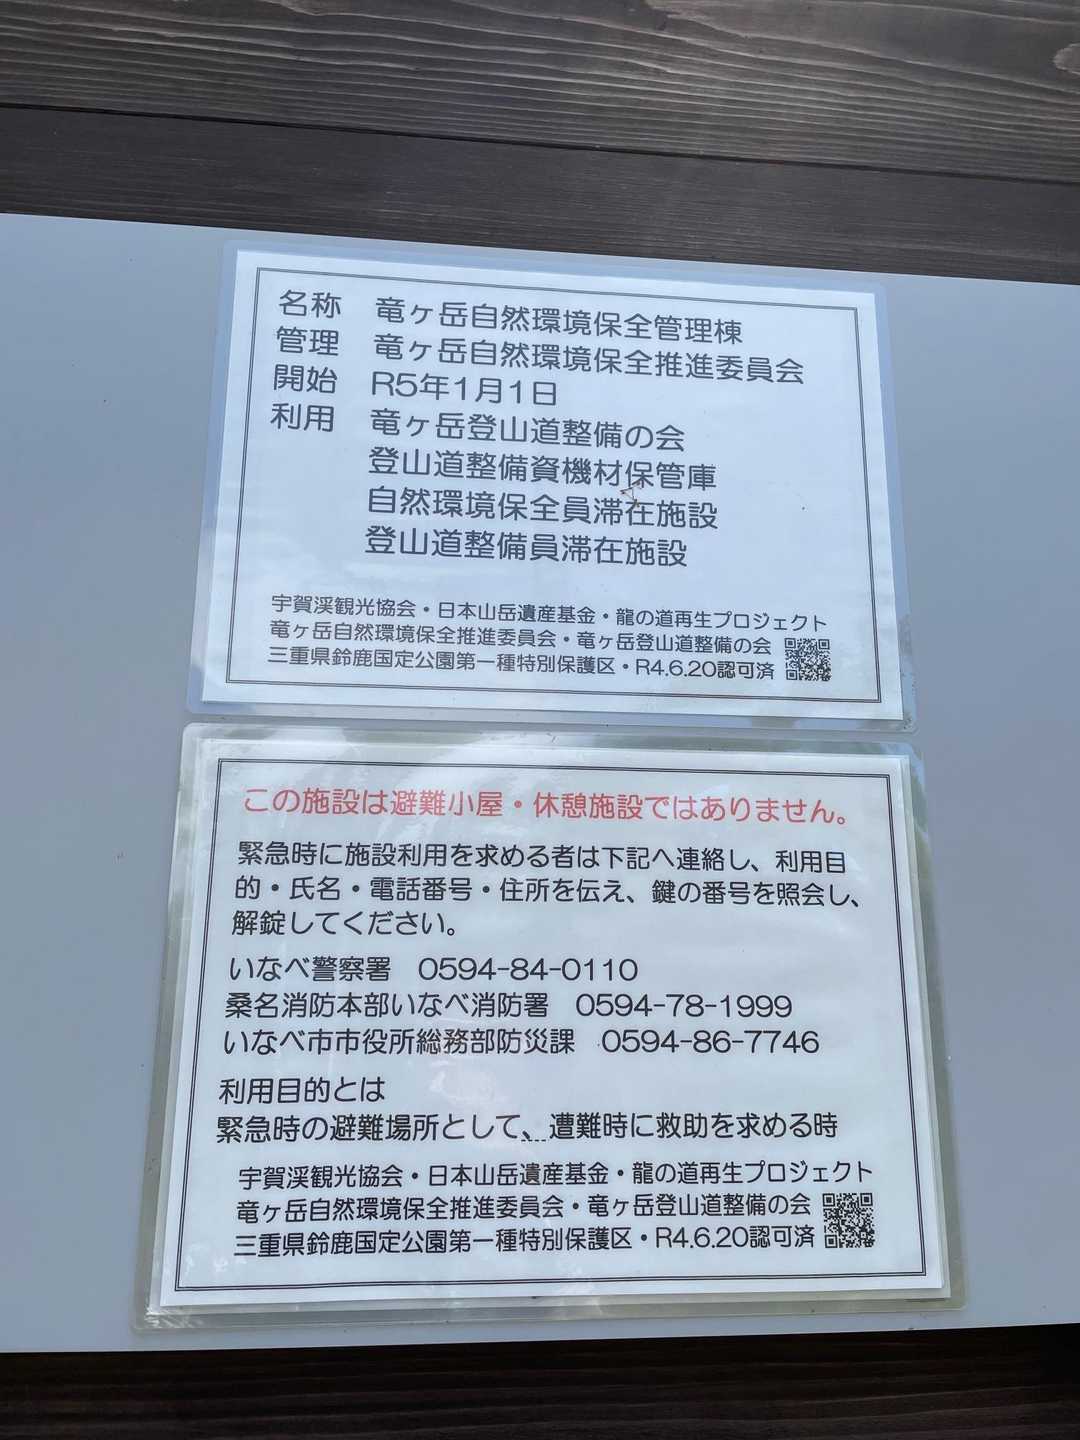 名称 竜ヶ岳自然環境保全管理棟
管理 竜ヶ岳自然環境保全推進委員会
開始 R5年1月1日
利用 竜ヶ岳登山道整備の会
登山道整備資機材保管庫
自然環境保全員滞在施設
登山道整備員滞在施設
宇賀渓観光協会・日本山岳遺産基金・龍の道再生プロジェクト
竜ヶ岳自然環境保全推進委員会・竜ヶ岳登山道整備の会
三重県鈴鹿国定公園第一種特別保護区・R4.6.20認可済
この施設は避難小屋・休憩施設ではありません。
緊急時に施設利用を求める者は下記へ連絡し、利用目
的・氏名・電話番号・住所を伝え、鍵の番号を照会し、
解錠してください。
いなべ警察署 0594-84-0110
桑名消防本部いなべ消防署 0594-78-1999
いなべ市市役所総務部防災課 0594-86-7746
利用目的とは
緊急時の避難場所として、遭難時に救助を求める時
宇賀渓観光協会・日本山岳遺産基金・龍の道再生プロジェクト
竜ヶ岳自然環境保全推進委員会・竜ヶ岳登山道整備の会
三重県鈴鹿国定公園第一種特別保護区・R4.6.20認可済